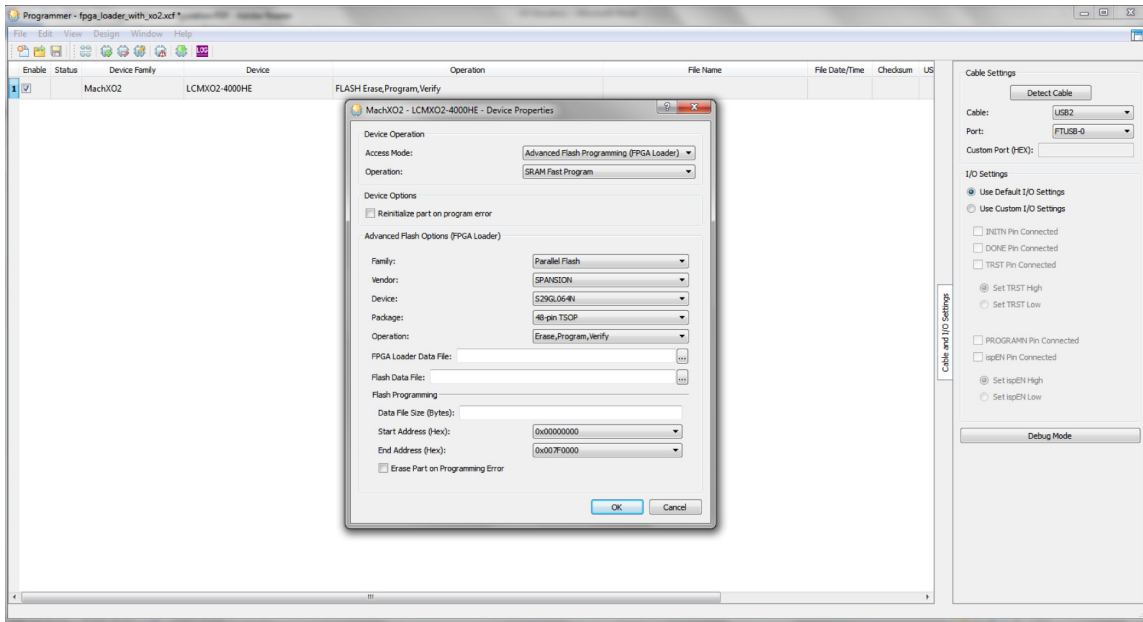 Programmer - fpga_loader_with_xo2.xcf *
File Edit View Design Window Help
LOG
Enable Status Device Family Device Operation File Name File Date/Time Checksum US
1 MachXO2 LCMXO2-4000HE FLASH Erase,Program,Verify
MachXO2 - LCMXO2-4000HE - Device Properties
Device Operation
Access Mode: Advanced Flash Programming (FPGA Loader)
Operation: SRAM Fast Program
Device Options
Reinitialize part on program error
Advanced Flash Options (FPGA Loader)
Family: Parallel Flash
Vendor: SPANSION
Device: S29GL064N
Package: 48-pin TSOP
Operation: Erase,Program,Verify
FPGA Loader Data File: ...
Flash Data File: ...
Flash Programming
Data File Size (Bytes):
Start Address (Hex): 0x00000000
End Address (Hex): 0x007F0000
Erase Part on Programming Error
OK Cancel
Cable and I/O Settings
Cable Settings
Detect Cable
Cable: USB2
Port: FTUSB-0
Custom Port (HEX):
I/O Settings
Use Default I/O Settings
Use Custom I/O Settings
INITN Pin Connected
DONE Pin Connected
TRST Pin Connected
Set TRST High
Set TRST Low
PROGRAMN Pin Connected
ispEN Pin Connected
Set ispEN High
Set ispEN Low
Debug Mode